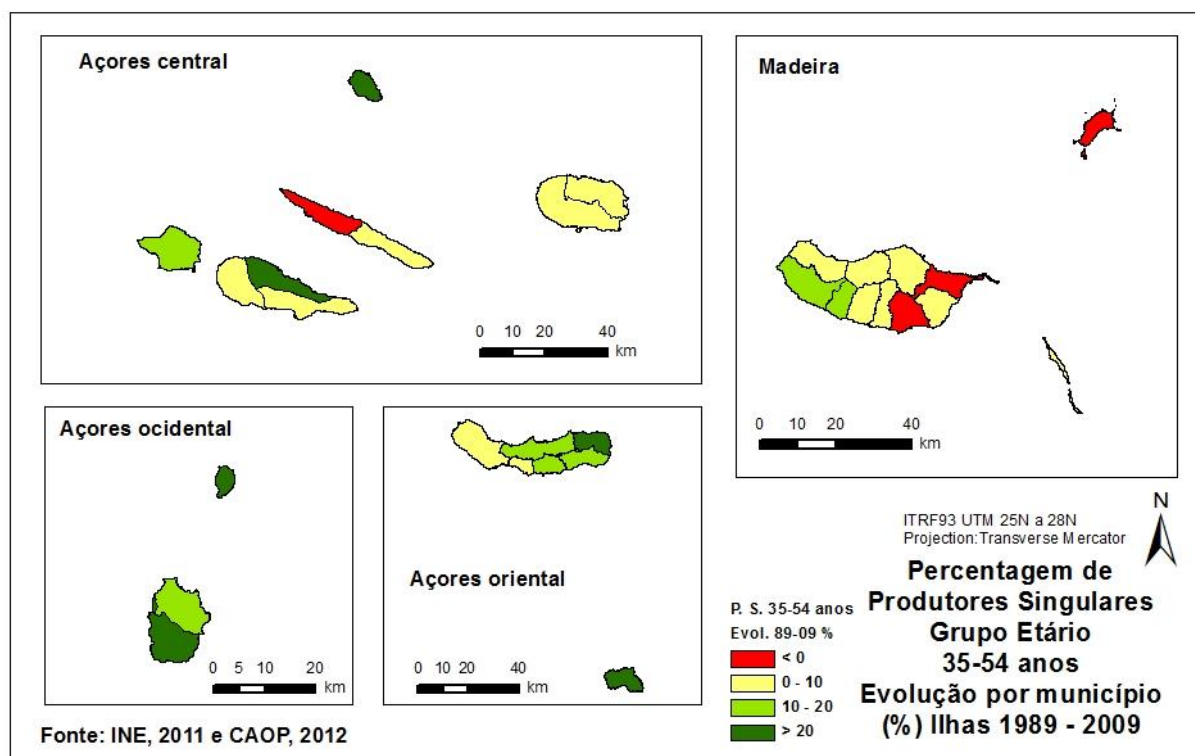 Açores central
0 10 20 40
km
Madeira
0 10 20 40
km
Açores ocidental
0 5 10 20
km
Açores oriental
0 10 20 40
km
N
ITRF93 UTM 25N a 28N
Projection:Transverse Mercator
Percentagem de
Produtores Singulares
Grupo Etário
35-54 anos
Evolução por município
(%) Ilhas 1989 - 2009
P. S. 35-54 anos
Evol. 89-09 %
< 0
0 - 10
10 - 20
> 20
Fonte: INE, 2011 e CAOP, 2012